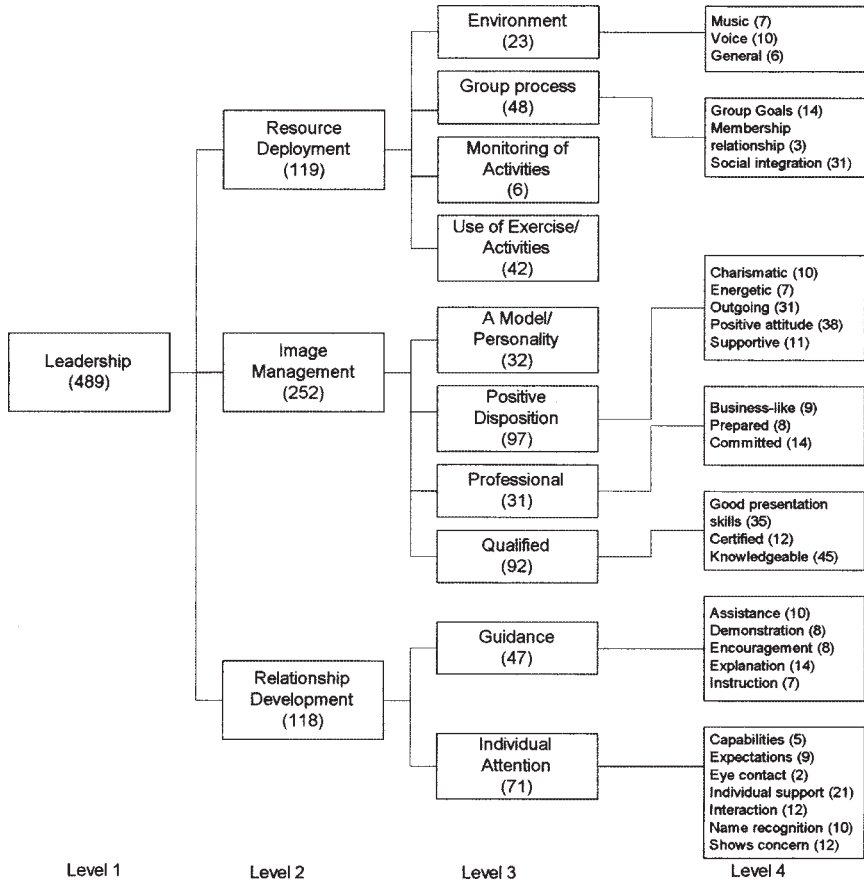 Environment
(23)
Music (7)
Voice (10)
General (6)
Group process
(48)
Group Goals (14)
Membership
relationship (3)
Social integration (31)
Resource
Deployment
(119)
Monitoring of
Activities
(6)
Use of Exercise/
Activities
(42)
Leadership
(489)
Image
Management
(252)
A Model/
Personality
(32)
Charismatic (10)
Energetic (7)
Outgoing (31)
Positive attitude (38)
Supportive (11)
Positive
Disposition
(97)
Business-like (9)
Prepared (8)
Committed (14)
Professional
(31)
Good presentation
skills (35)
Certified (12)
Knowledgeable (45)
Qualified
(92)
Relationship
Development
(118)
Guidance
(47)
Assistance (10)
Demonstration (8)
Encouragement (8)
Explanation (14)
Instruction (7)
Individual
Attention
(71)
Capabilities (5)
Expectations (9)
Eye contact (2)
Individual support (21)
Interaction (12)
Name recognition (10)
Shows concern (12)
Level 1
Level 2
Level 3
Level 4